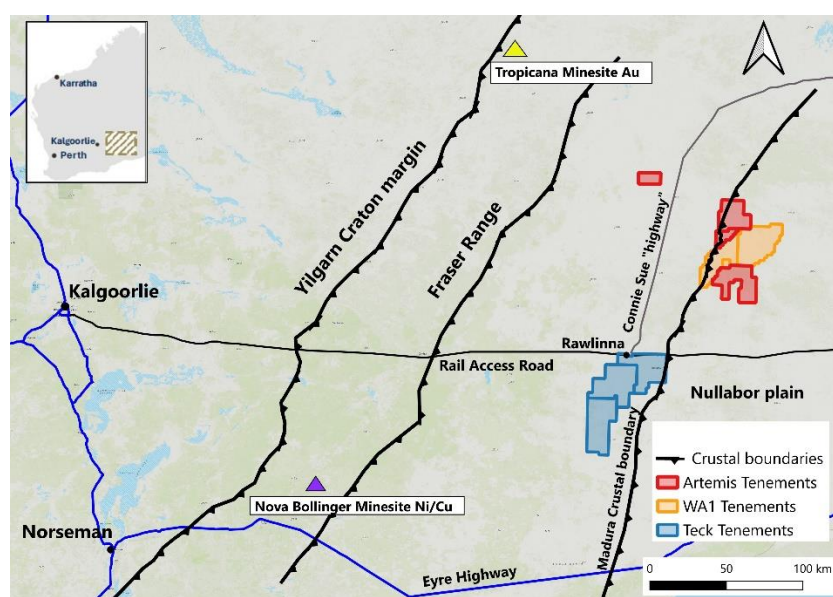 Karratha
Kalgoorlie
Perth
Tropicana Minesite Au
Yilgarn Craton margin
Fraser Range
Connie Sue "highway"
Kalgoorlie
Rawlinna
Rail Access Road
Nullabor plain
Madura Crustal boundary
Nova Bollinger Minesite Ni/Cu
Norseman
Eyre Highway
Crustal boundaries
Artemis Tenements
WA1 Tenements
Teck Tenements
0 50 100 km